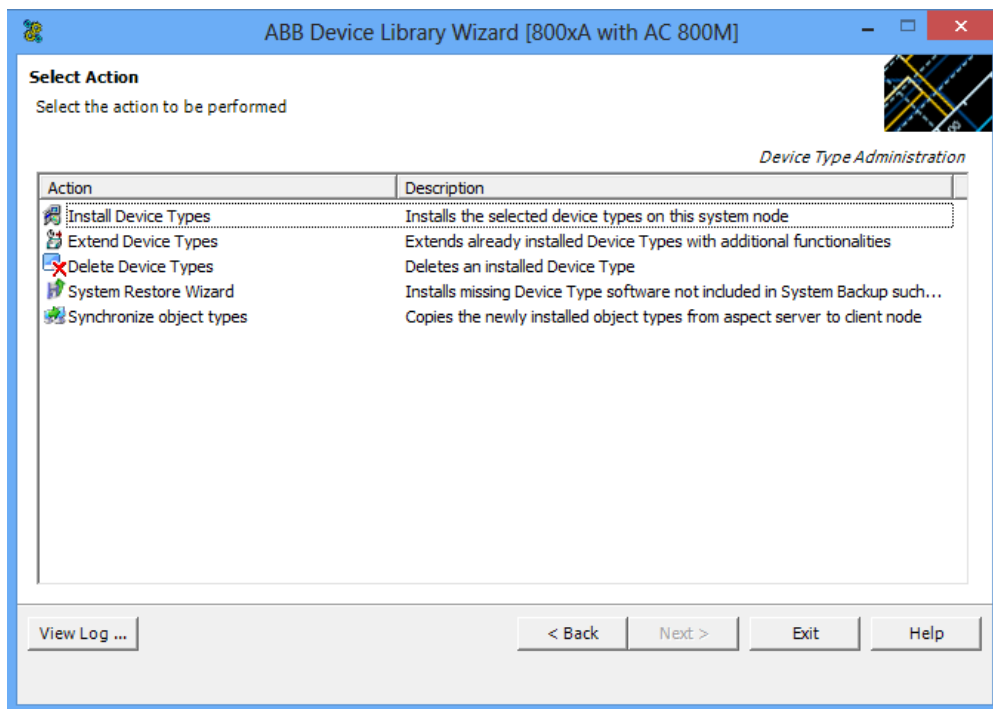 ABB Device Library Wizard [800xA with AC 800M]
Select Action
Select the action to be performed
Device Type Administration
Action Description
Install Device Types Installs the selected device types on this system node
Extend Device Types Extends already installed Device Types with additional functionalities
Delete Device Types Deletes an installed Device Type
System Restore Wizard Installs missing Device Type software not included in System Backup such...
Synchronize object types Copies the newly installed object types from aspect server to client node
View Log ... < Back Next > Exit Help